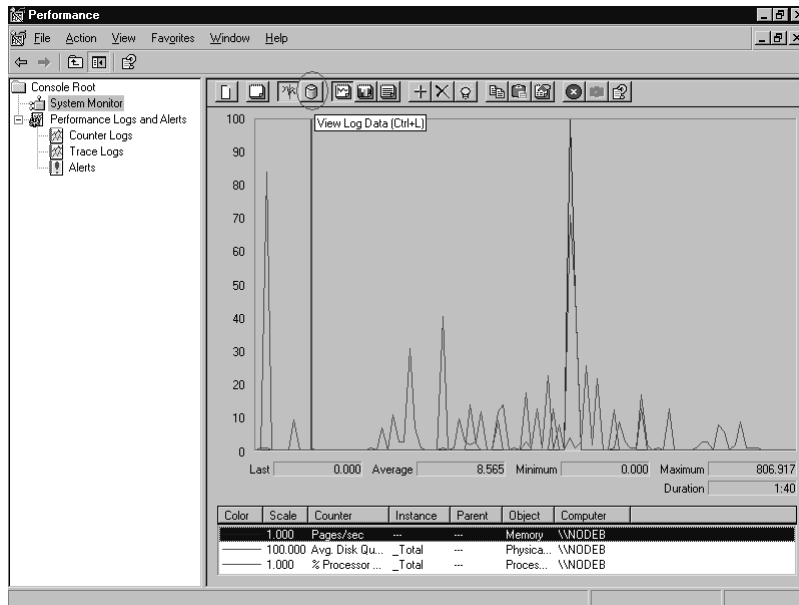 Performance
File Action View Favorites Window Help
Console Root
System Monitor
Performance Logs and Alerts
Counter Logs
Trace Logs
Alerts
View Log Data (Ctrl+L)
100
90
80
70
60
50
40
30
20
10
0
Last 0.000 Average 8.565 Minimum 0.000 Maximum 806.917
Duration 1:40
Color Scale Counter Instance Parent Object Computer
1.000 Pages/sec --- --- Memory \\NODEB
100.000 Avg. Disk Qu... _Total --- Physica... \\NODEB
1.000 % Processor ... _Total --- Proces... \\NODEB